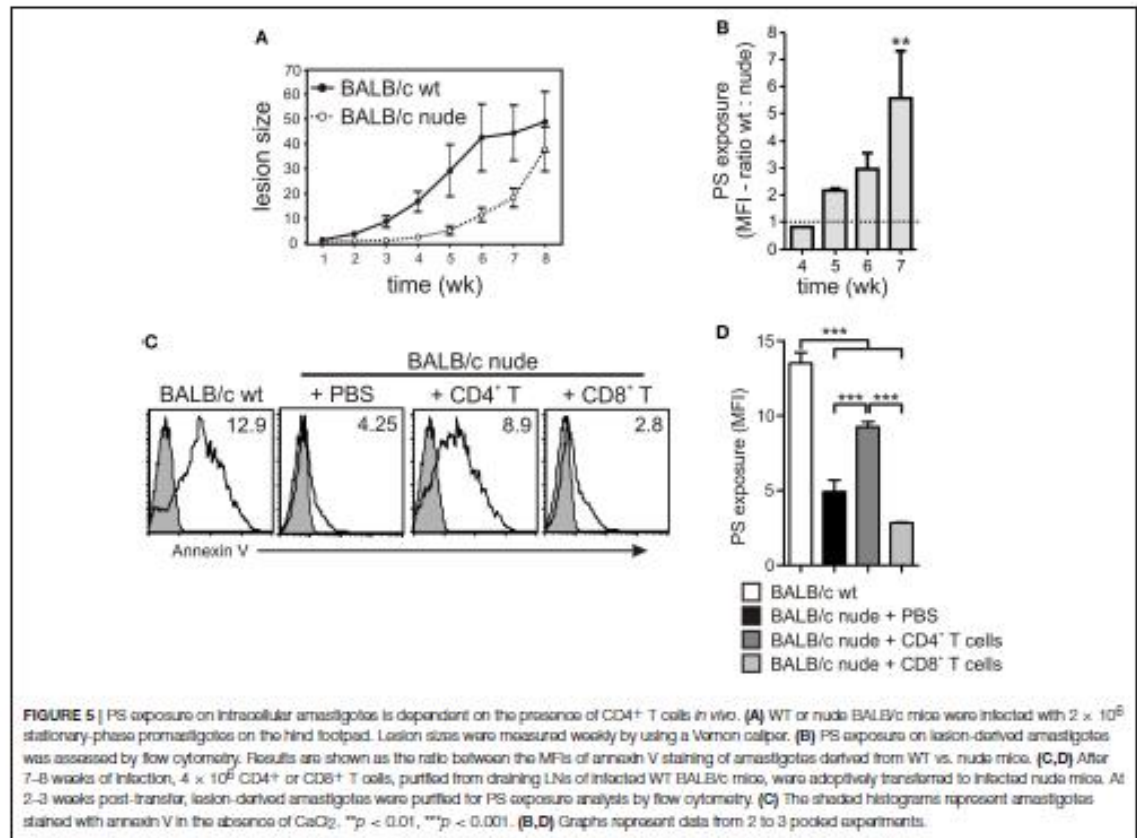 A
70
60
50
40
30
20
10
0
lesion size
BALB/c wt
BALB/c nude
1 2 3 4 5 6 7 8
time (wk)
B
8
7
6
5
4
3
2
1
0
PS exposure
(MFI - ratio wt : nude)
**
4 5 6 7
time (wk)
C
BALB/c nude
BALB/c wt + PBS + CD4⁺ T + CD8⁺ T
12.9 4.25 8.9 2.8
Annexin V
D
15
10
5
0
PS exposure (MFI)
***
*** ***
BALB/c wt
BALB/c nude + PBS
BALB/c nude + CD4⁺ T cells
BALB/c nude + CD8⁺ T cells
FIGURE 5 | PS exposure on intracellular amastigotes is dependent on the presence of CD4+ T cells in vivo. (A) WT or nude BALB/c mice were infected with 2 × 10⁶
stationary-phase promastigotes on the hind footpad. Lesion sizes were measured weekly by using a Vernon caliper. (B) PS exposure on lesion-derived amastigotes
was assessed by flow cytometry. Results are shown as the ratio between the MFIs of annexin V staining of amastigotes derived from WT vs. nude mice. (C,D) After
7–8 weeks of infection, 4 × 10⁶ CD4+ or CD8+ T cells, purified from draining LNs of infected WT BALB/c mice, were adoptively transferred to infected nude mice. At
2–3 weeks post-transfer, lesion-derived amastigotes were purified for PS exposure analysis by flow cytometry. (C) The shaded histograms represent amastigotes
stained with annexin V in the absence of CaCl₂. **p < 0.01, ***p < 0.001. (B,D) Graphs represent data from 2 to 3 pooled experiments.